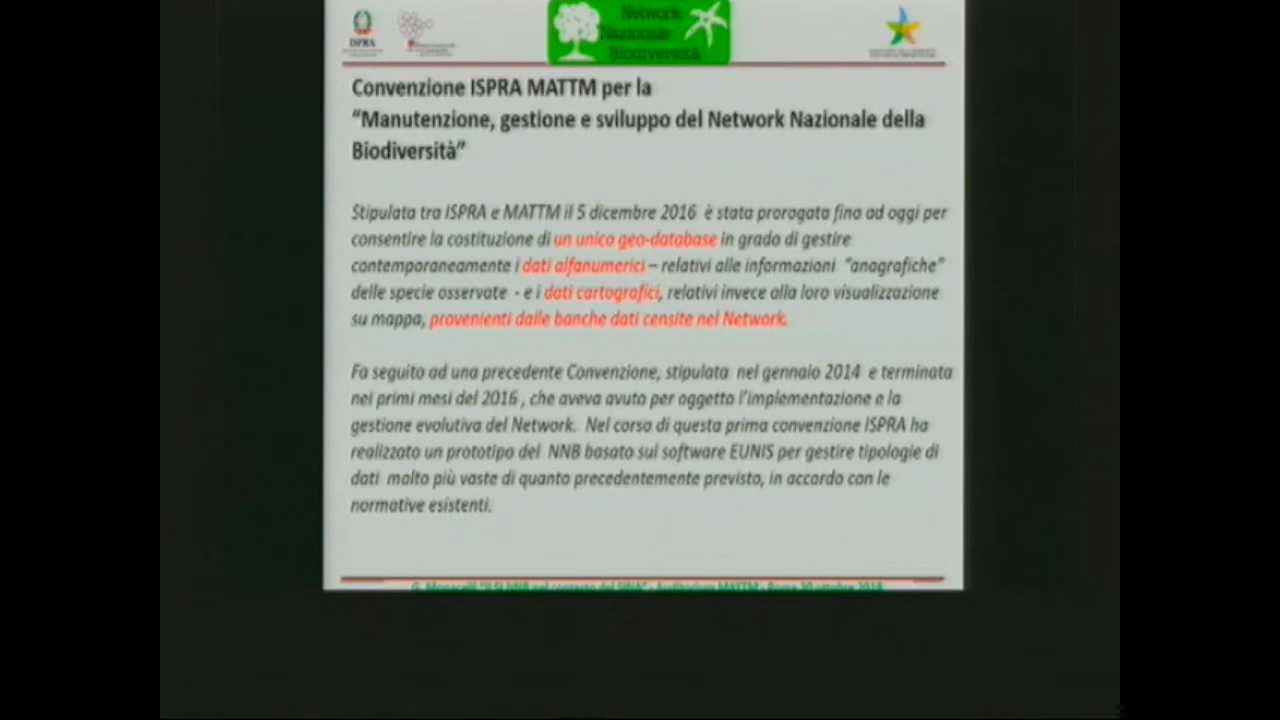 Network
Nazionale
Biodiversità
Convenzione ISPRA MATTM per la
“Manutenzione, gestione e sviluppo del Network Nazionale della
Biodiversità”
Stipulata tra ISPRA e MATTM il 5 dicembre 2016 è stata prorogata fino ad oggi per
consentire la costituzione di un unico geo-database in grado di gestire
contemporaneamente i dati alfanumerici – relativi alle informazioni “anagrafiche”
delle specie osservate - e i dati cartografici, relativi invece alla loro visualizzazione
su mappa, provenienti dalle banche dati censite nel Network.
Fa seguito ad una precedente Convenzione, stipulata nel gennaio 2014 e terminata
nei primi mesi del 2016 , che aveva avuto per oggetto l’implementazione e la
gestione evolutiva del Network. Nel corso di questa prima convenzione ISPRA ha
realizzato un prototipo del NNB basato sul software EUNIS per gestire tipologie di
dati molto più vaste di quanto precedentemente previsto, in accordo con le
normative esistenti.